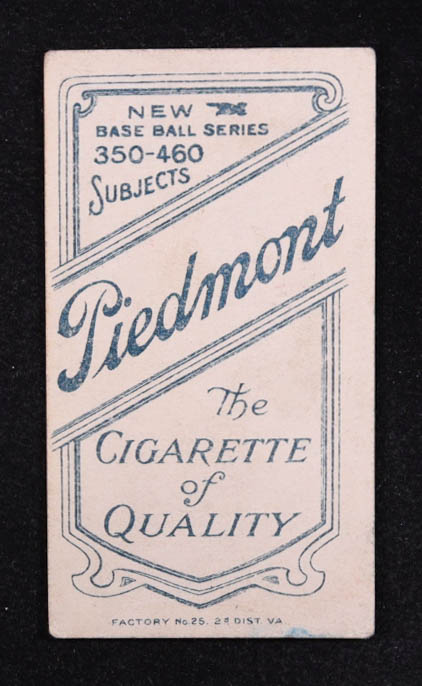 NEW
BASE BALL SERIES
350-460
SUBJECTS
Piedmont
The
CIGARETTE
of
QUALITY
FACTORY No. 25. 2d DIST. VA.